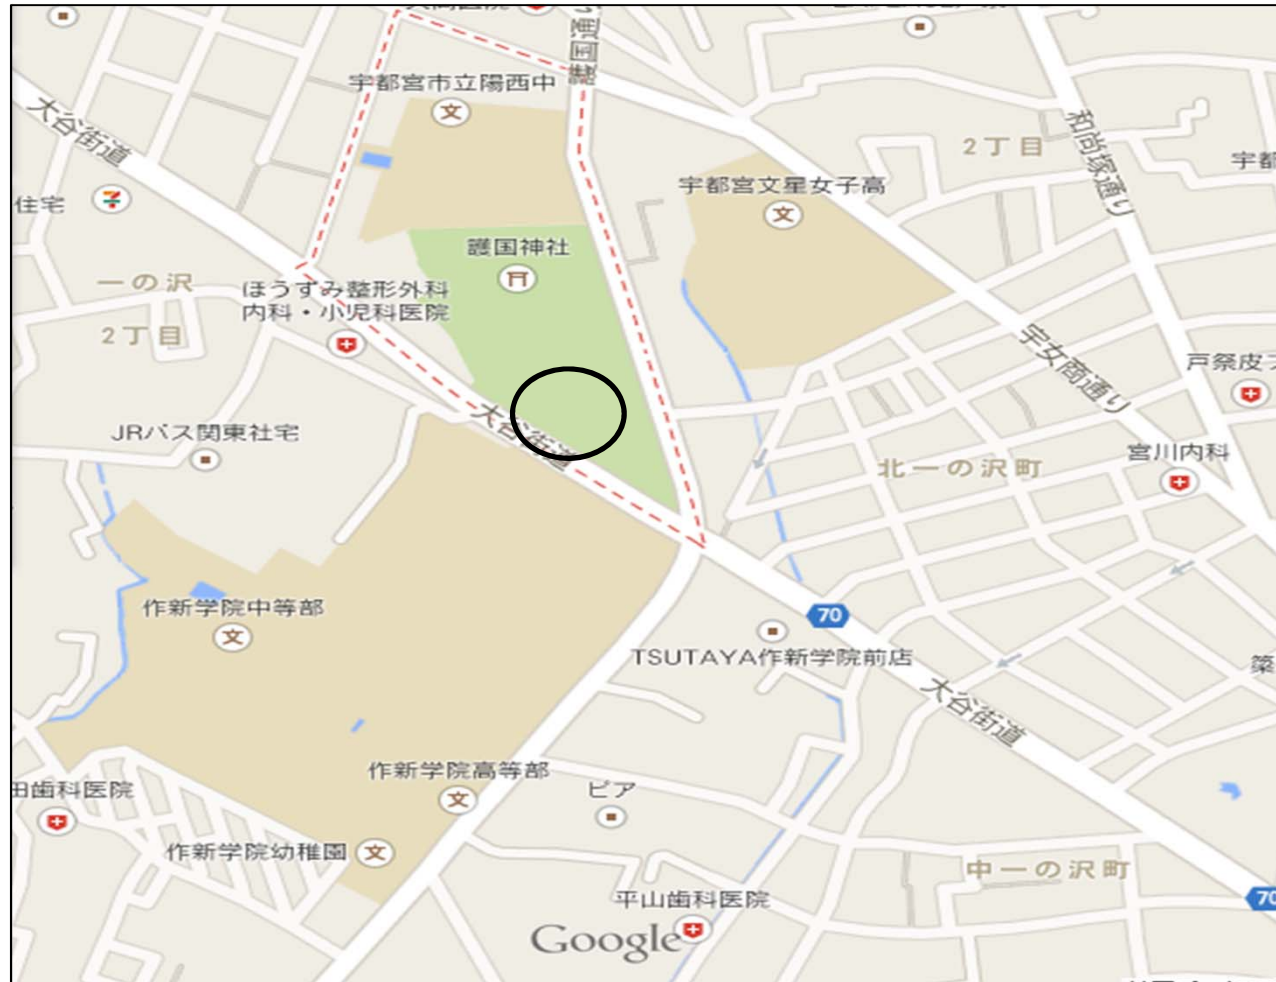 護国通り
宇都宮市立陽西中
大谷街道
2丁目
和尚塚通り
宇都宮文星女子高
住宅
護国神社
一の沢
2丁目
ほうずみ整形外科
内科・小児科医院
宇女商通り
大谷街道
JRバス関東社宅
北一の沢町
宮川内科
作新学院中等部
70
TSUTAYA作新学院前店
大谷街道
作新学院高等部
ピア
田歯科医院
作新学院幼稚園
中一の沢町
70
平山歯科医院
Google